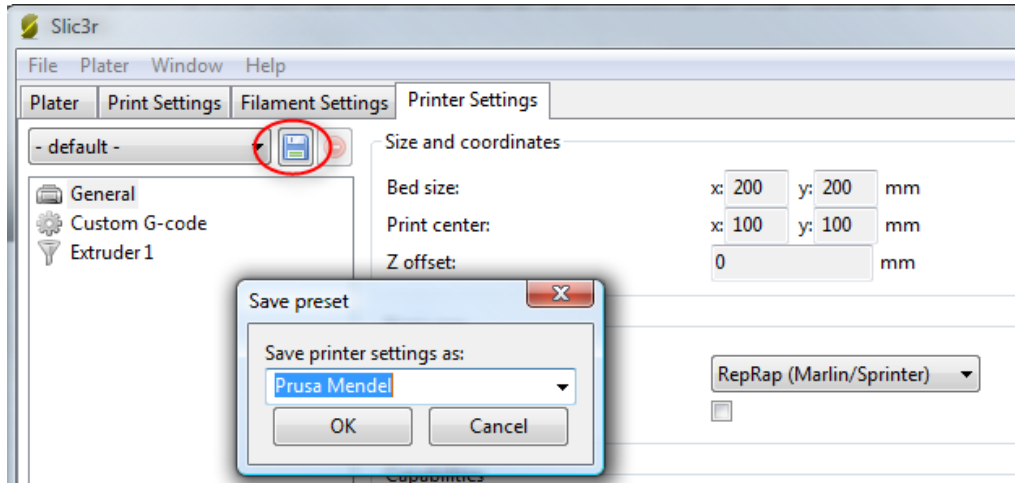 Slic3r
File Plater Window Help
Plater Print Settings Filament Settings Printer Settings
- default -
Size and coordinates
General
Bed size: x: 200 y: 200 mm
Custom G-code
Print center: x: 100 y: 100 mm
Extruder 1
Z offset: 0 mm
Save preset
Save printer settings as:
Prusa Mendel
OK Cancel
RepRap (Marlin/Sprinter)
Capabilities